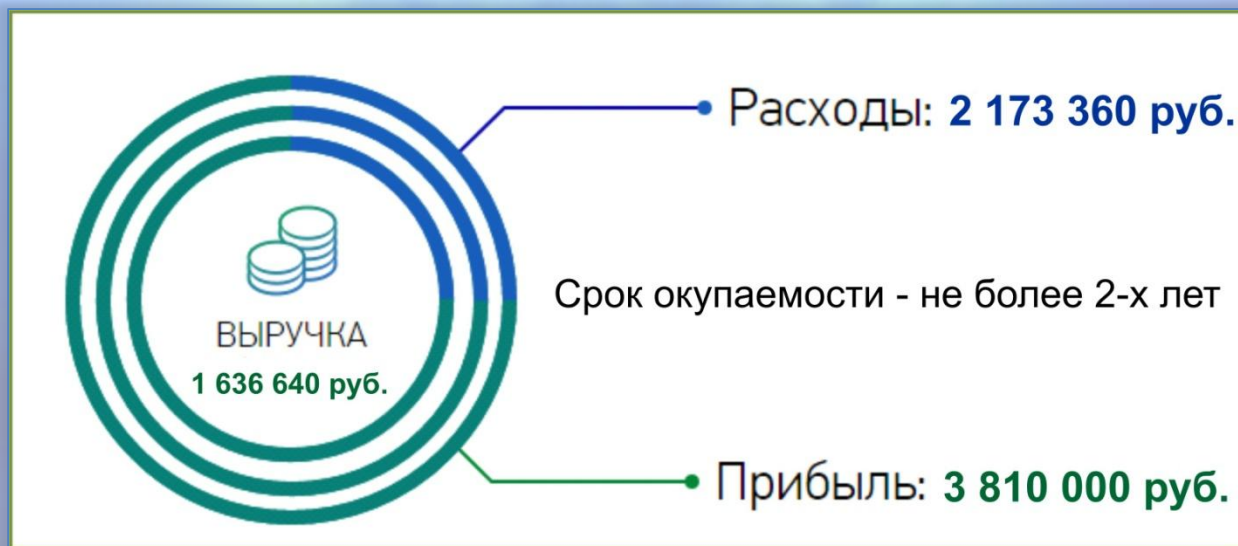 Расходы: 2 173 360 руб.
Срок окупаемости - не более 2-х лет
ВЫРУЧКА
1 636 640 руб.
Прибыль: 3 810 000 руб.